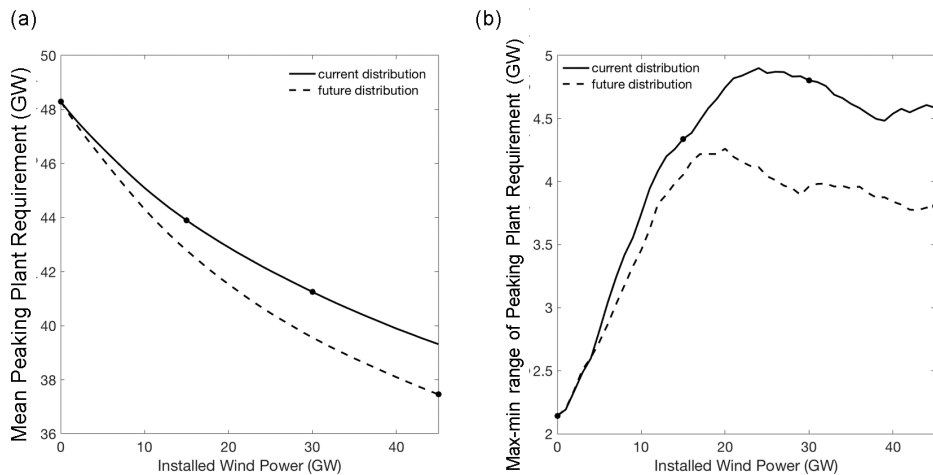 (a)
Mean Peaking Plant Requirement (GW)
50
48
46
44
42
40
38
36
current distribution
future distribution
0
10
20
30
40
Installed Wind Power (GW)
(b)
Max-min range of Peaking Plant Requirement (GW)
5
4.5
4
3.5
3
2.5
2
current distribution
future distribution
0
10
20
30
40
Installed Wind Power (GW)